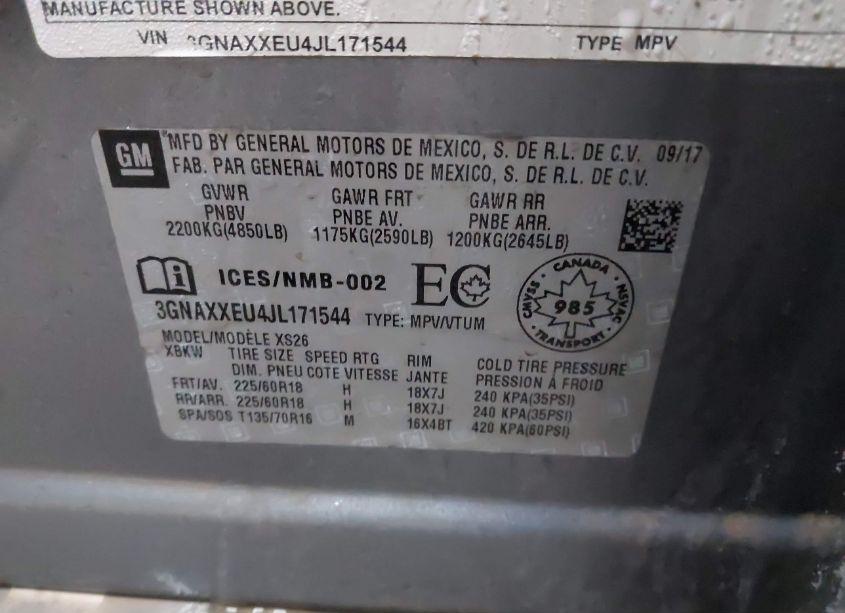 MANUFACTURE SHOWN ABOVE.
VIN 3GNAXXEU4JL171544 TYPE MPV
GM
MFD BY GENERAL MOTORS DE MEXICO, S. DE R.L. DE C.V. 09/17
FAB. PAR GENERAL MOTORS DE MEXICO, S. DE R.L. DE C.V.
GVWR GAWR FRT GAWR RR
PNBV PNBE AV. PNBE ARR.
2200KG(4850LB) 1175KG(2590LB) 1200KG(2645LB)
ICES/NMB-002 EC
CANADA
CMVSS 985 NSVAC
TRANSPORT
3GNAXXEU4JL171544 TYPE: MPV/VTUM
MODEL/MODÈLE XS26
XBKW TIRE SIZE SPEED RTG RIM COLD TIRE PRESSURE
DIM. PNEU COTE VITESSE JANTE PRESSION À FROID
FRT/AV. 225/60R18 H 18X7J 240 KPA(35PSI)
RR/ARR. 225/60R18 H 18X7J 240 KPA(35PSI)
SPA/SOS T135/70R16 M 16X4BT 420 KPA(60PSI)